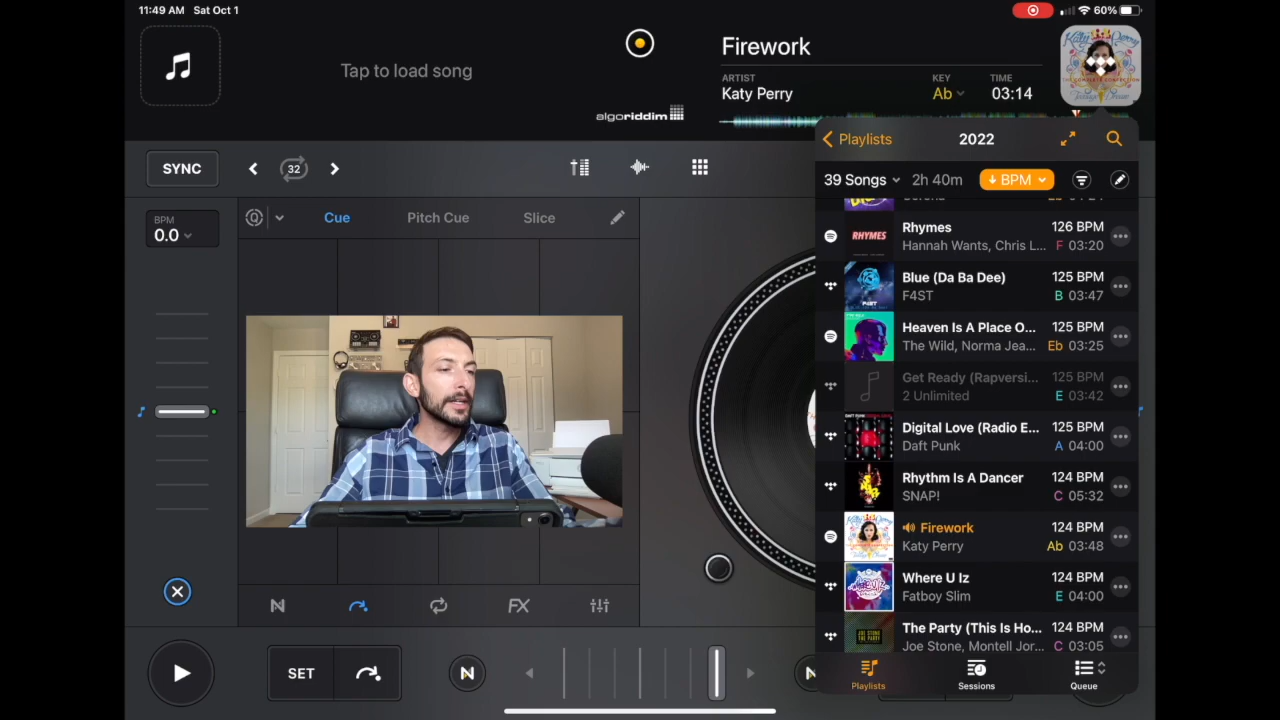 11:49 AM Sat Oct 1
60%
Tap to load song
algoriddim
Firework
ARTIST
Katy Perry
KEY
Ab
TIME
03:14
SYNC
32
BPM
0.0
Cue
Pitch Cue
Slice
FX
SET
Playlists
2022
39 Songs
2h 40m
BPM
Rhymes
126 BPM
RHYMES
Hannah Wants, Chris L...
F 03:20
Blue (Da Ba Dee)
125 BPM
F4ST
B 03:47
Heaven Is A Place O...
125 BPM
The Wild, Norma Jea...
Eb 03:25
Get Ready (Rapversi...
125 BPM
2 Unlimited
E 03:42
Digital Love (Radio E...
125 BPM
Daft Punk
A 04:00
Rhythm Is A Dancer
124 BPM
SNAP!
C 05:32
Firework
124 BPM
Katy Perry
Ab 03:48
Where U Iz
124 BPM
Fatboy Slim
E 04:00
The Party (This Is Ho...
124 BPM
Joe Stone, Montell Jor...
C 03:05
Playlists
Sessions
Queue